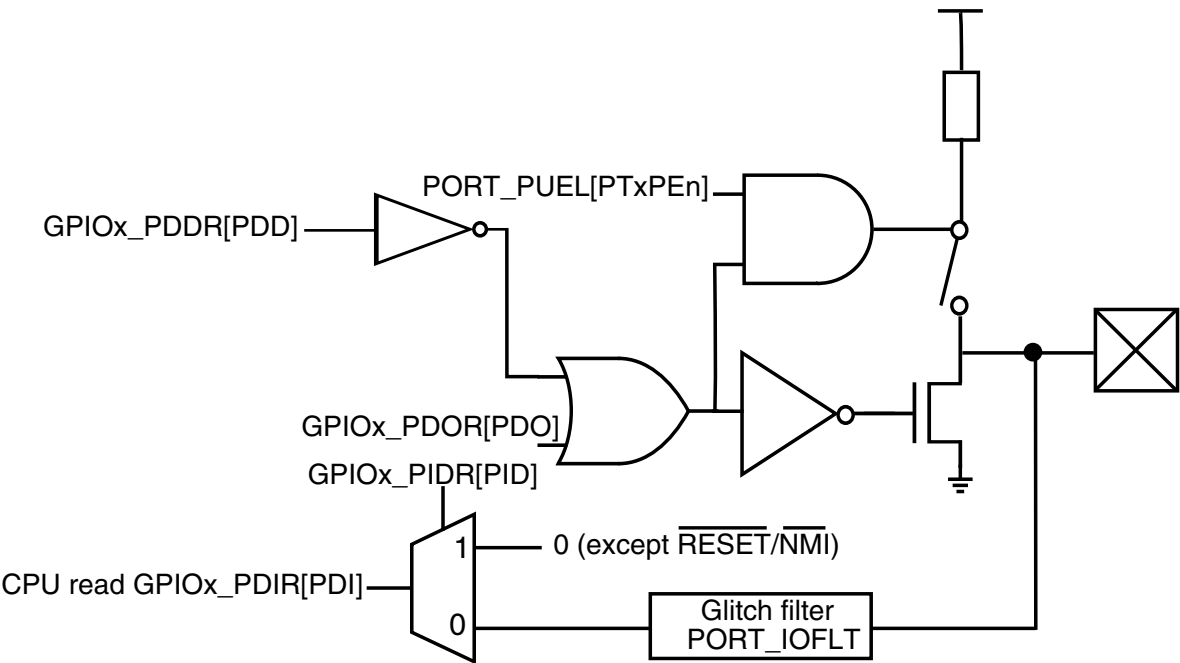 PORT_PUEL[PTxPEn]
GPIOx_PDDR[PDD]
GPIOx_PDOR[PDO]
GPIOx_PIDR[PID]
1
0 (except RESET/NMI)
CPU read GPIOx_PDIR[PDI]
0
Glitch filter
PORT_IOFLT